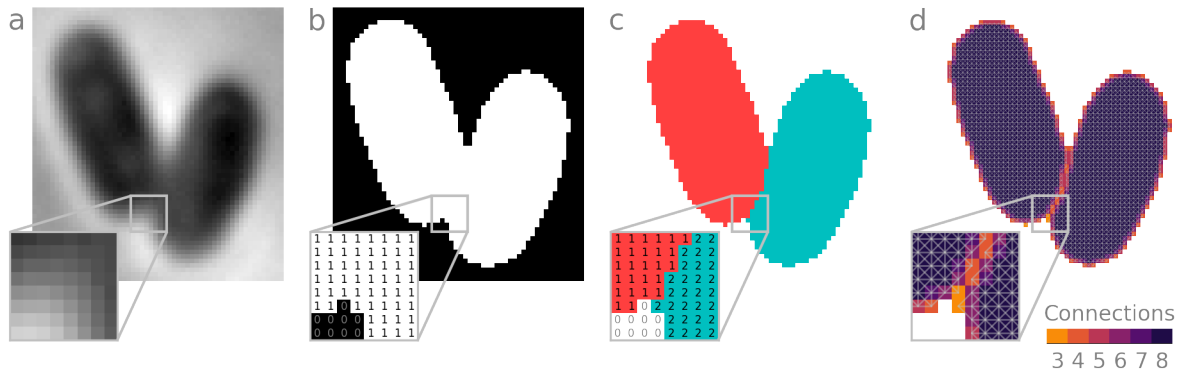 a
b
c
d
1 1 1 1 1 1 1 1
1 1 1 1 1 1 1 1
1 1 1 1 1 1 1 1
1 1 1 1 1 1 1 1
1 1 1 1 1 1 1 1
1 1 0 1 1 1 1 1
0 0 0 0 1 1 1 1
0 0 0 0 1 1 1 1
1 1 1 1 1 1 2 2
1 1 1 1 1 2 2 2
1 1 1 1 1 2 2 2
1 1 1 1 2 2 2 2
1 1 1 1 2 2 2 2
1 1 0 2 2 2 2 2
0 0 0 0 2 2 2 2
0 0 0 0 2 2 2 2
Connections
3 4 5 6 7 8